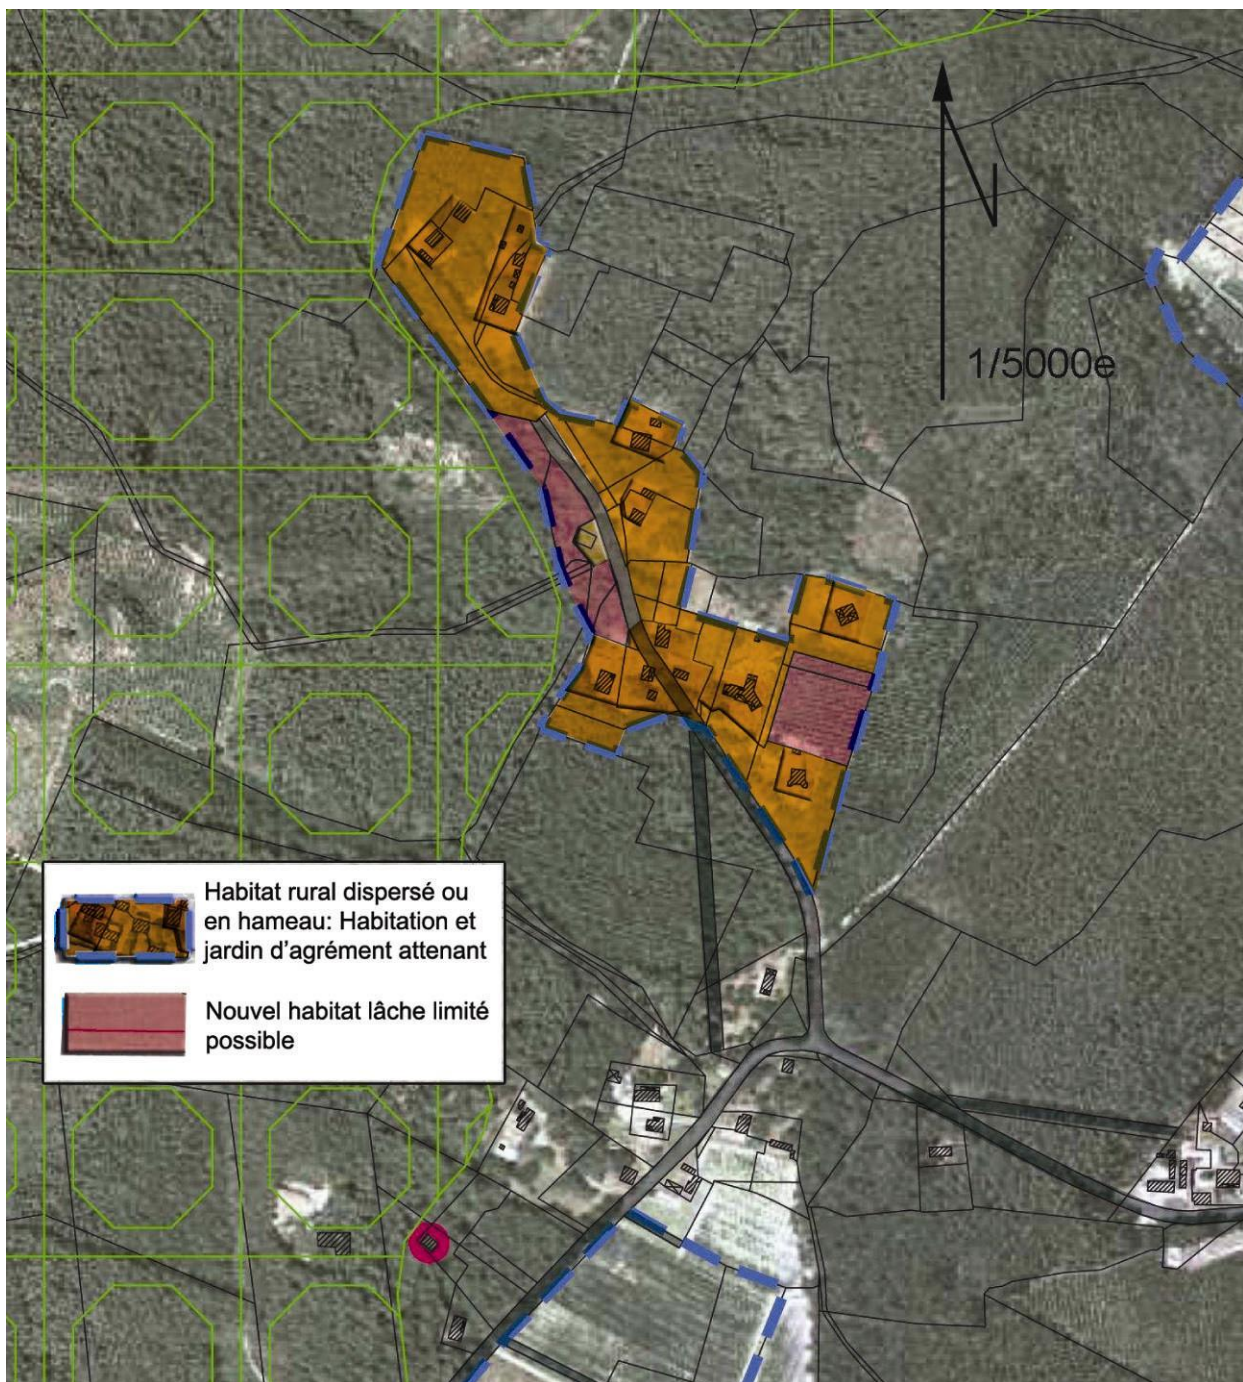 1/5000e
Habitat rural dispersé ou
en hameau: Habitation et
jardin d'agrément attenant
Nouvel habitat lâche limité
possible